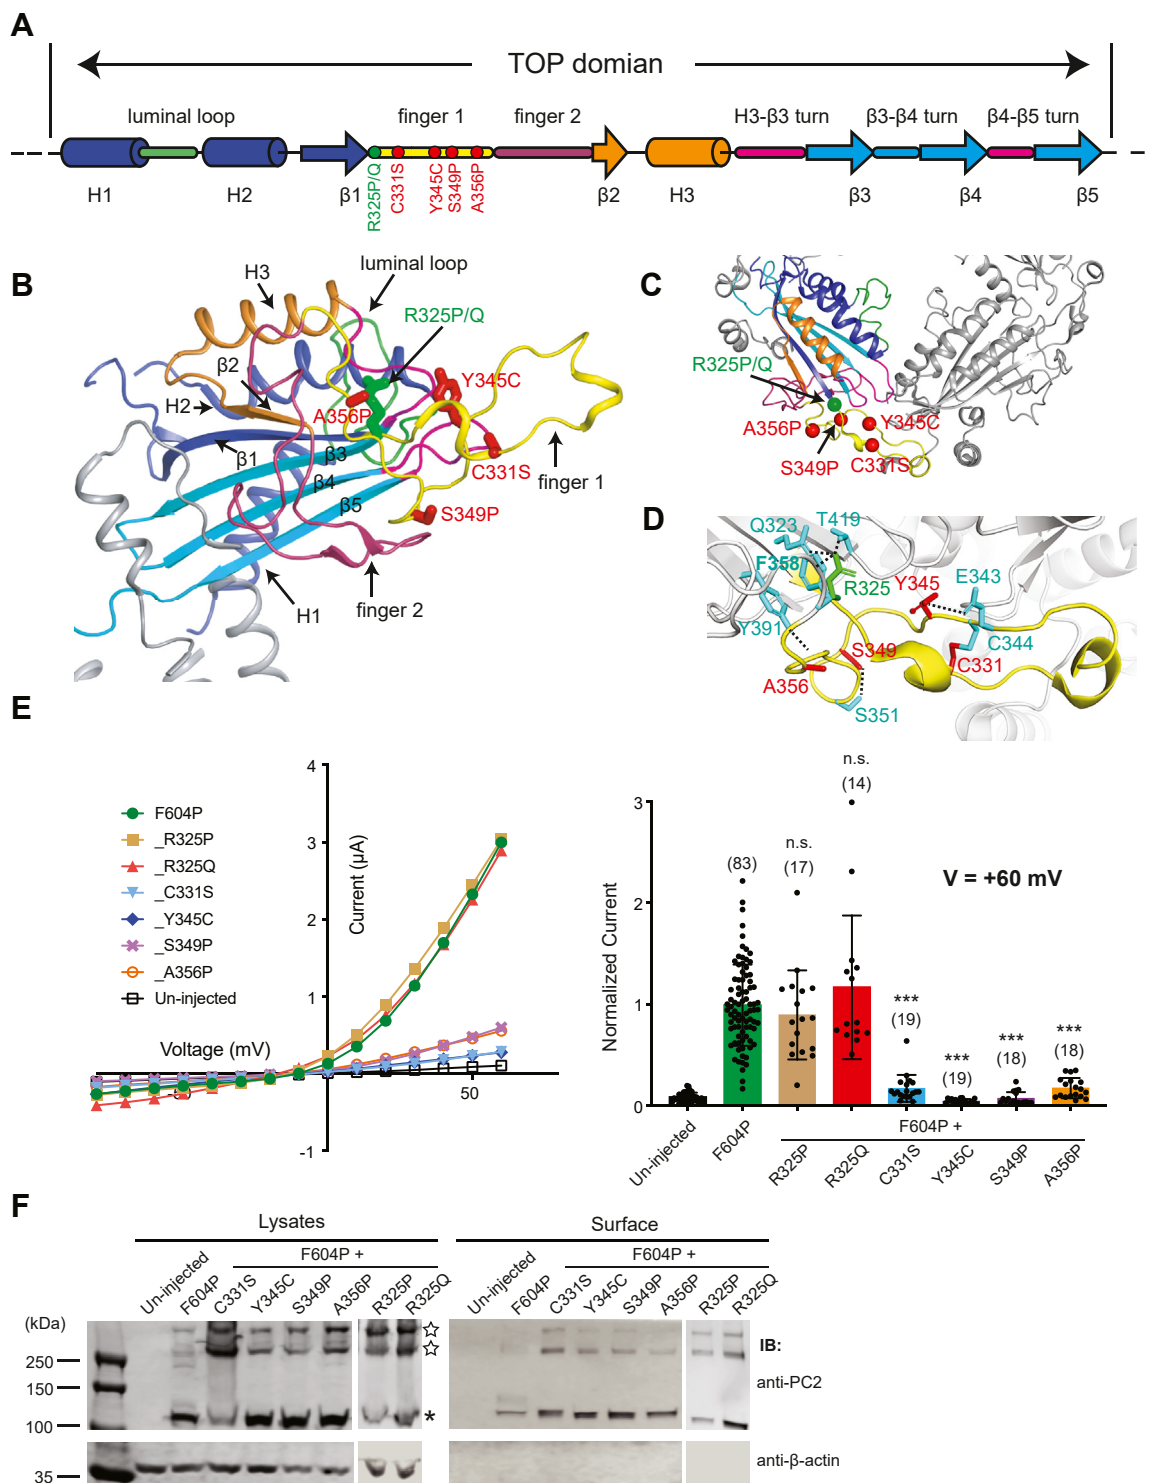 A
TOP domian
luminal loop
finger 1
finger 2
H3-β3 turn
β3-β4 turn
β4-β5 turn
H1
H2
β1
R325P/Q
C331S
Y345C
S349P
A356P
β2
H3
β3
β4
β5
B
H3
luminal loop
R325P/Q
β2
H2
A356P
Y345C
β1
β3
β4
β5
C331S
finger 1
S349P
H1
finger 2
C
R325P/Q
A356P
Y345C
S349P
C331S
D
Q323
T419
F358
R325
Y345
E343
Y391
S349
C344
C331
A356
S351
E
4
3
2
1
-1
Current (μA)
Voltage (mV)
-50
50
F604P
_R325P
_R325Q
_C331S
_Y345C
_S349P
_A356P
Un-injected
n.s.
(14)
n.s.
(17)
(83)
V = +60 mV
3
2
1
0
Normalized Current
***
(19)
***
(19)
***
(18)
***
(18)
F604P +
Un-injected
F604P
R325P
R325Q
C331S
Y345C
S349P
A356P
F
Lysates
Surface
F604P +
F604P +
Un-injected
F604P
C331S
Y345C
S349P
A356P
R325P
R325Q
Un-injected
F604P
C331S
Y345C
S349P
A356P
R325P
R325Q
(kDa)
250
150
100
*
35
IB:
anti-PC2
anti-β-actin